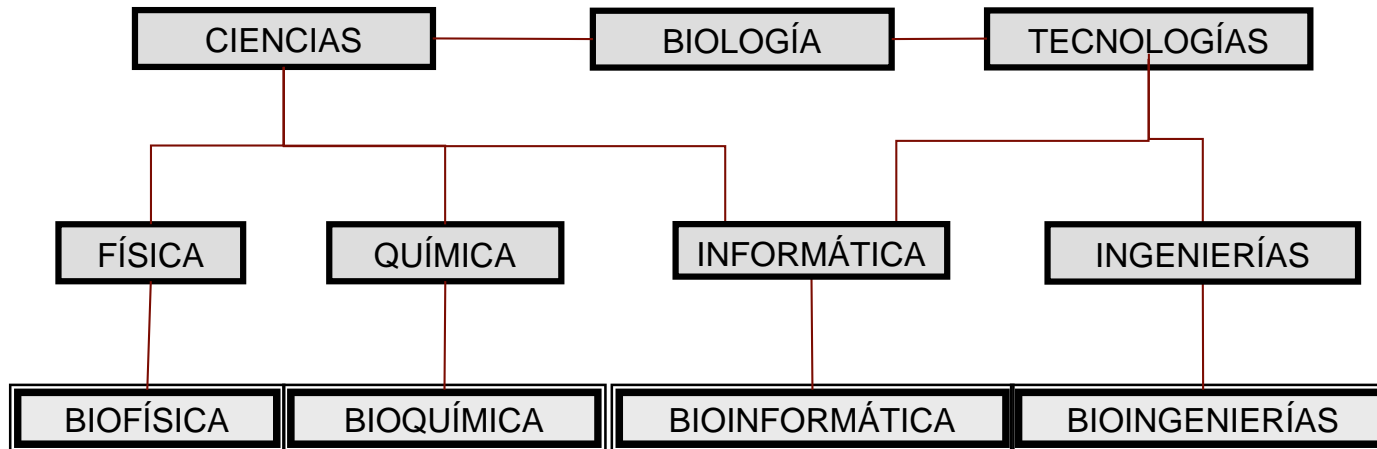 CIENCIAS
BIOLOGÍA
TECNOLOGÍAS
FÍSICA
QUÍMICA
INFORMÁTICA
INGENIERÍAS
BIOFÍSICA
BIOQUÍMICA
BIOINFORMÁTICA
BIOINGENIERÍAS